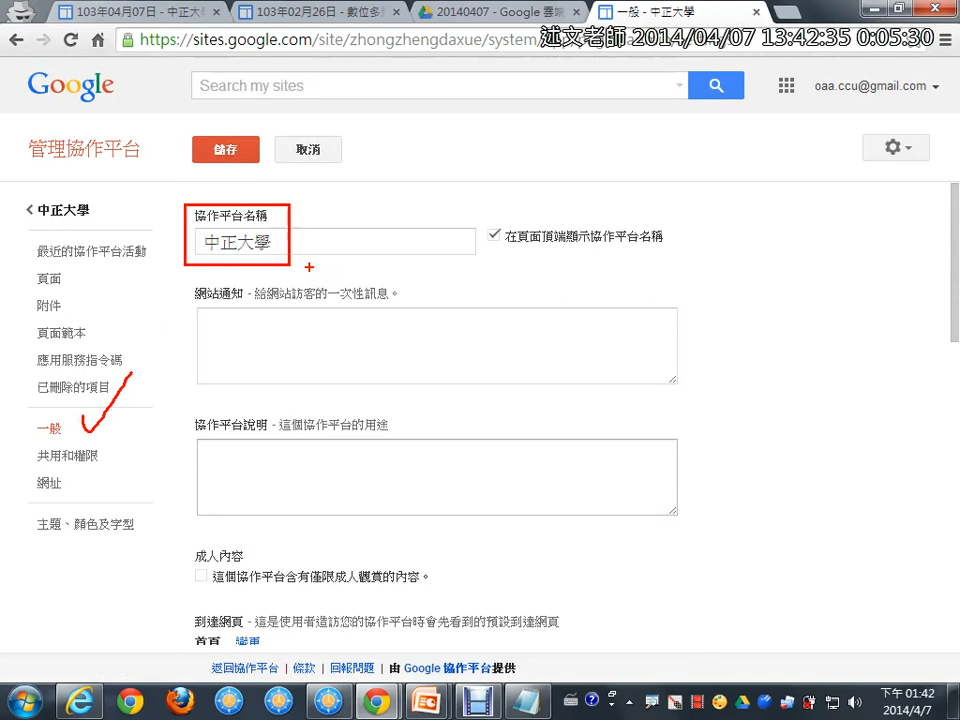 103年04月07日 - 中正大學
103年02月26日 - 數位多
20140407 - Google 雲端
一般 - 中正大學
https://sites.google.com/site/zhongzhengdaxue/system
述文老師 2014/04/07 13:42:35 0:05:30
Google
Search my sites
oaa.ccu@gmail.com
管理協作平台
儲存
取消
中正大學
最近的協作平台活動
頁面
附件
頁面範本
應用服務指令碼
已刪除的項目
一般
共用和權限
網址
主題、顏色及字型
協作平台名稱
中正大學
在頁面頂端顯示協作平台名稱
網站通知 - 給網站訪客的一次性訊息。
協作平台說明 - 這個協作平台的用途
成人內容
這個協作平台含有僅限成人觀賞的內容。
到達網頁 - 這是使用者造訪您的協作平台時會先看到的預設到達網頁
首頁 變更
返回協作平台 | 條款 | 回報問題 | 由 Google 協作平台提供
下午 01:42
2014/4/7